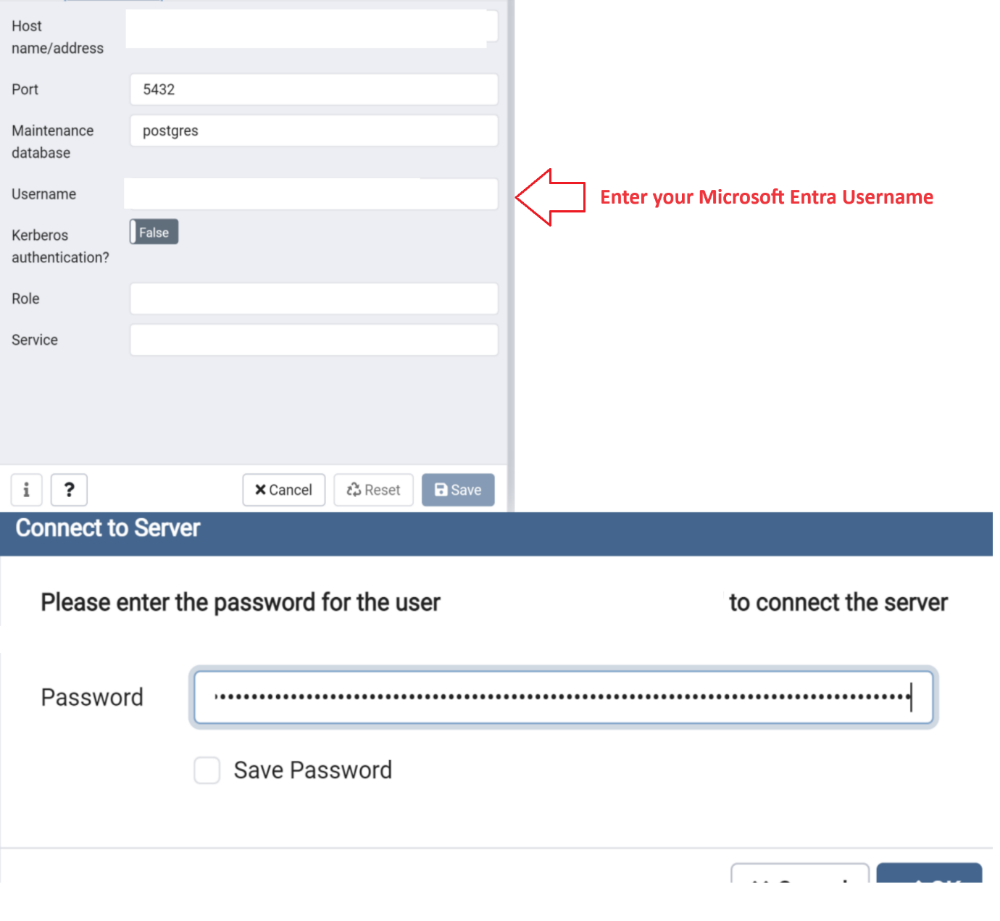 Host
name/address
Port
5432
Maintenance
database
postgres
Username
Enter your Microsoft Entra Username
Kerberos
authentication?
False
Role
Service
i
?
Cancel
Reset
Save
Connect to Server
Please enter the password for the user
to connect the server
Password
Save Password